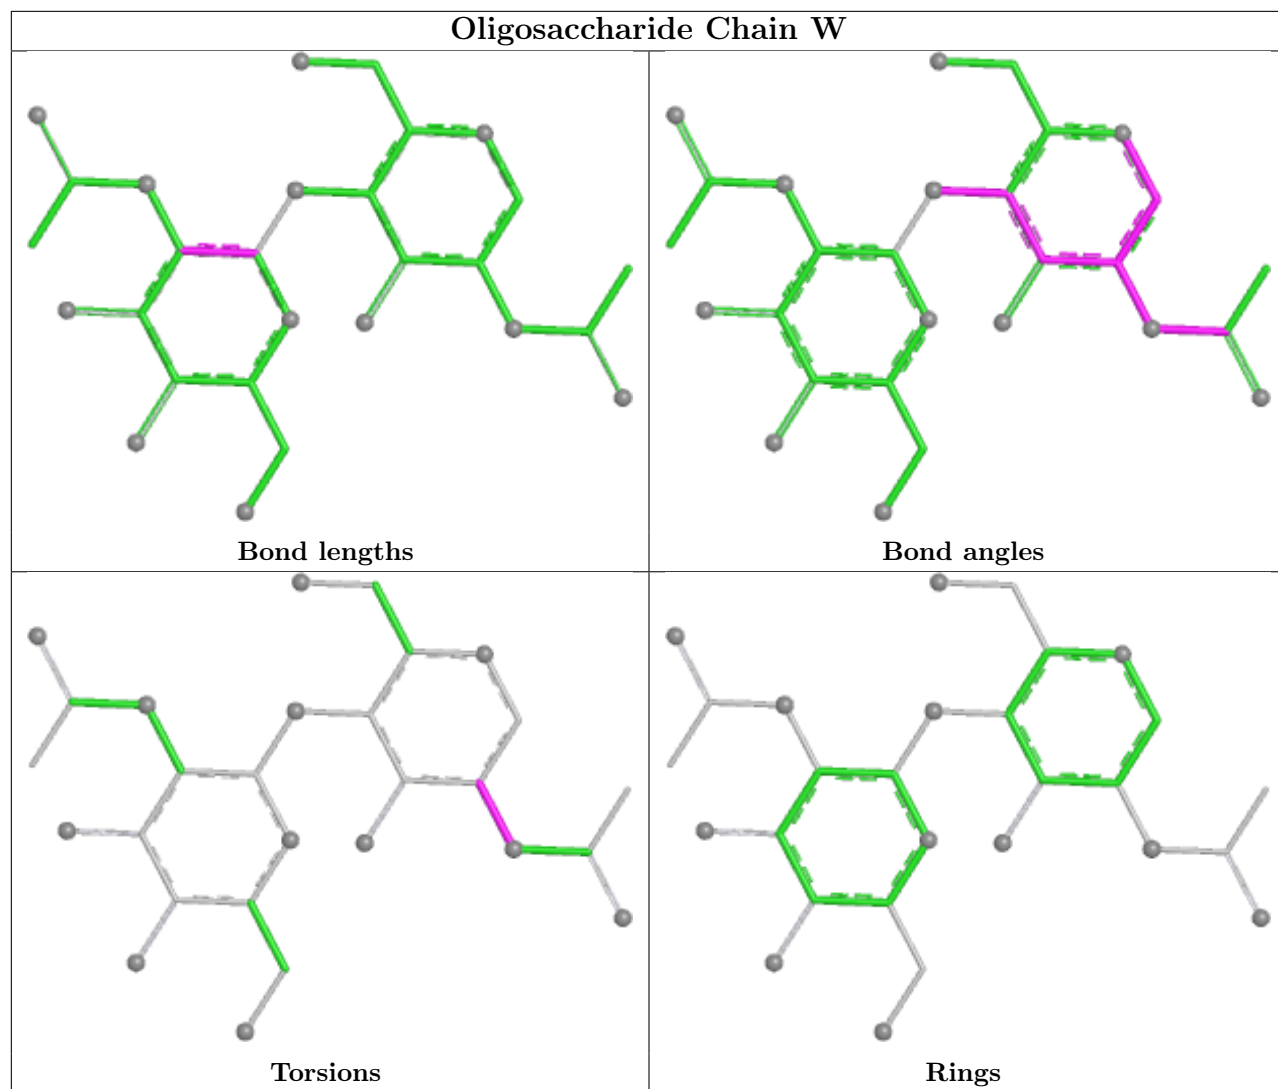 Oligosaccharide Chain W
Bond lengths
Bond angles
Torsions
Rings